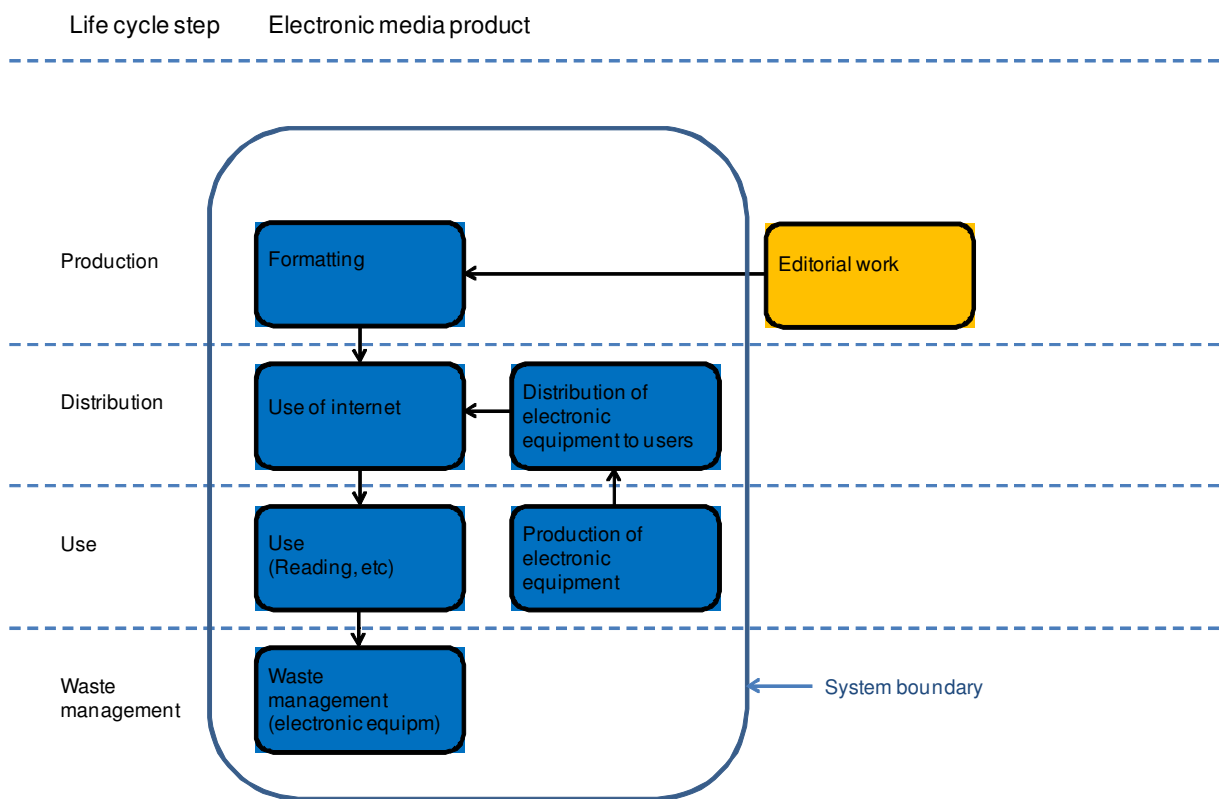 Life cycle step
Electronic media product
Production
Formatting
Editorial work
Distribution
Use of internet
Distribution of
electronic
equipment to users
Use
Use
(Reading, etc)
Production of
electronic
equipment
Waste
management
Waste
management
(electronic equipm)
System boundary